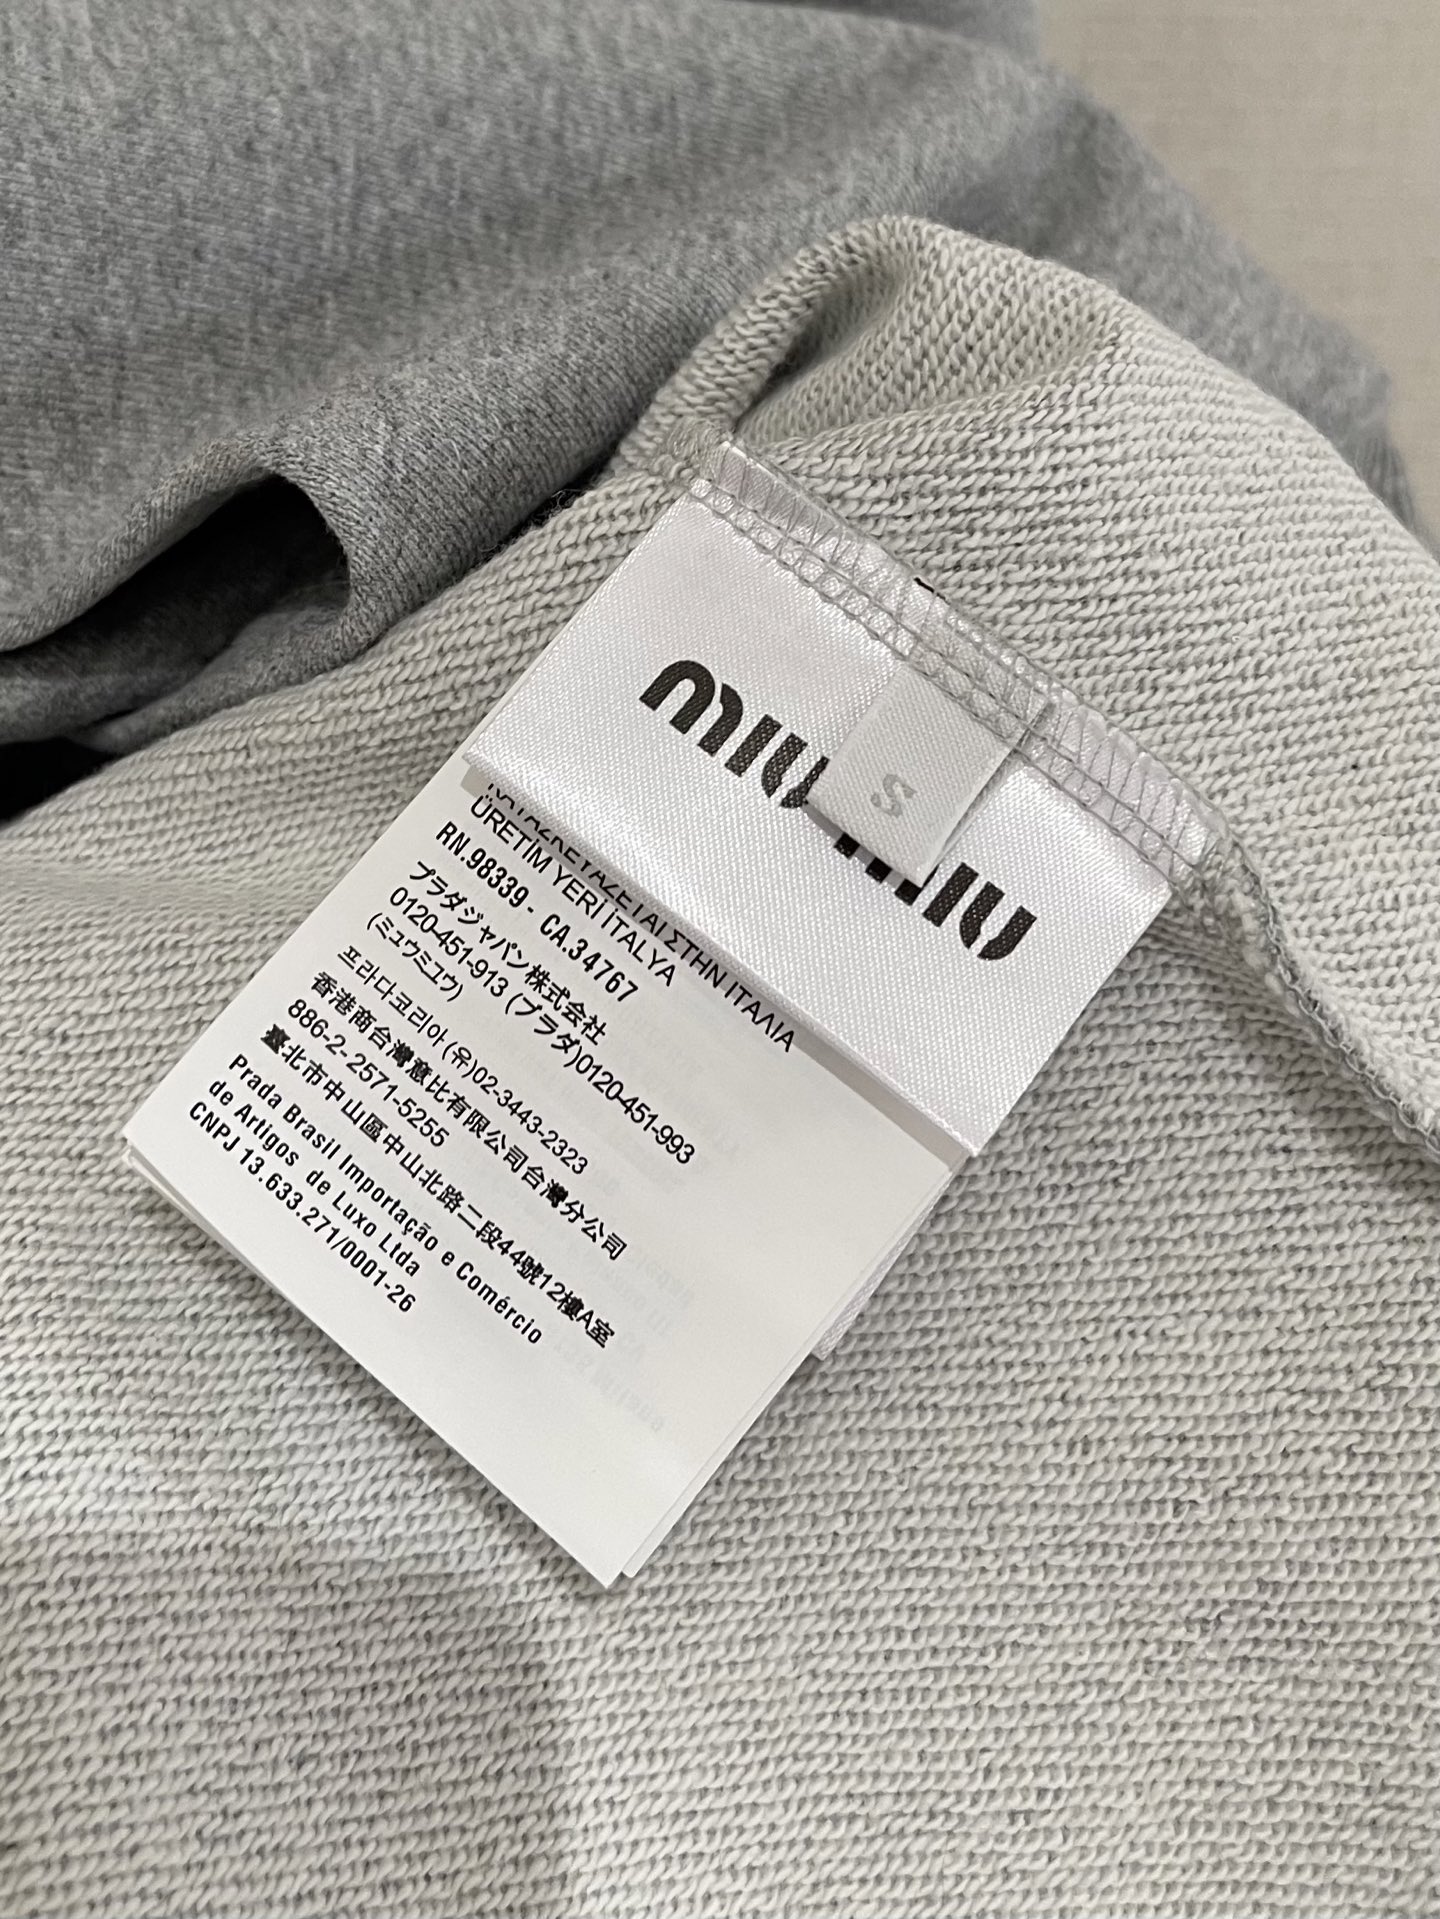 miu miu
S
ΚΑΤΑΣΚΕΥΑΖΕΤΑΙ ΣΤΗΝ ΙΤΑΛΙΑ
ÜRETİM YERİ İTALYA
RN.98339 - CA.34767
プラダジャパン株式会社
0120-451-913 (プラダ)0120-451-993
(ミュウミュウ)
프라다코리아(유)02-3443-2323
香港商台灣意比有限公司台灣分公司
886-2-2571-5255
臺北市中山區中山北路二段44號12樓A室
Prada Brasil Importação e Comércio
de Artigos de Luxo Ltda
CNPJ 13.633.271/0001-26